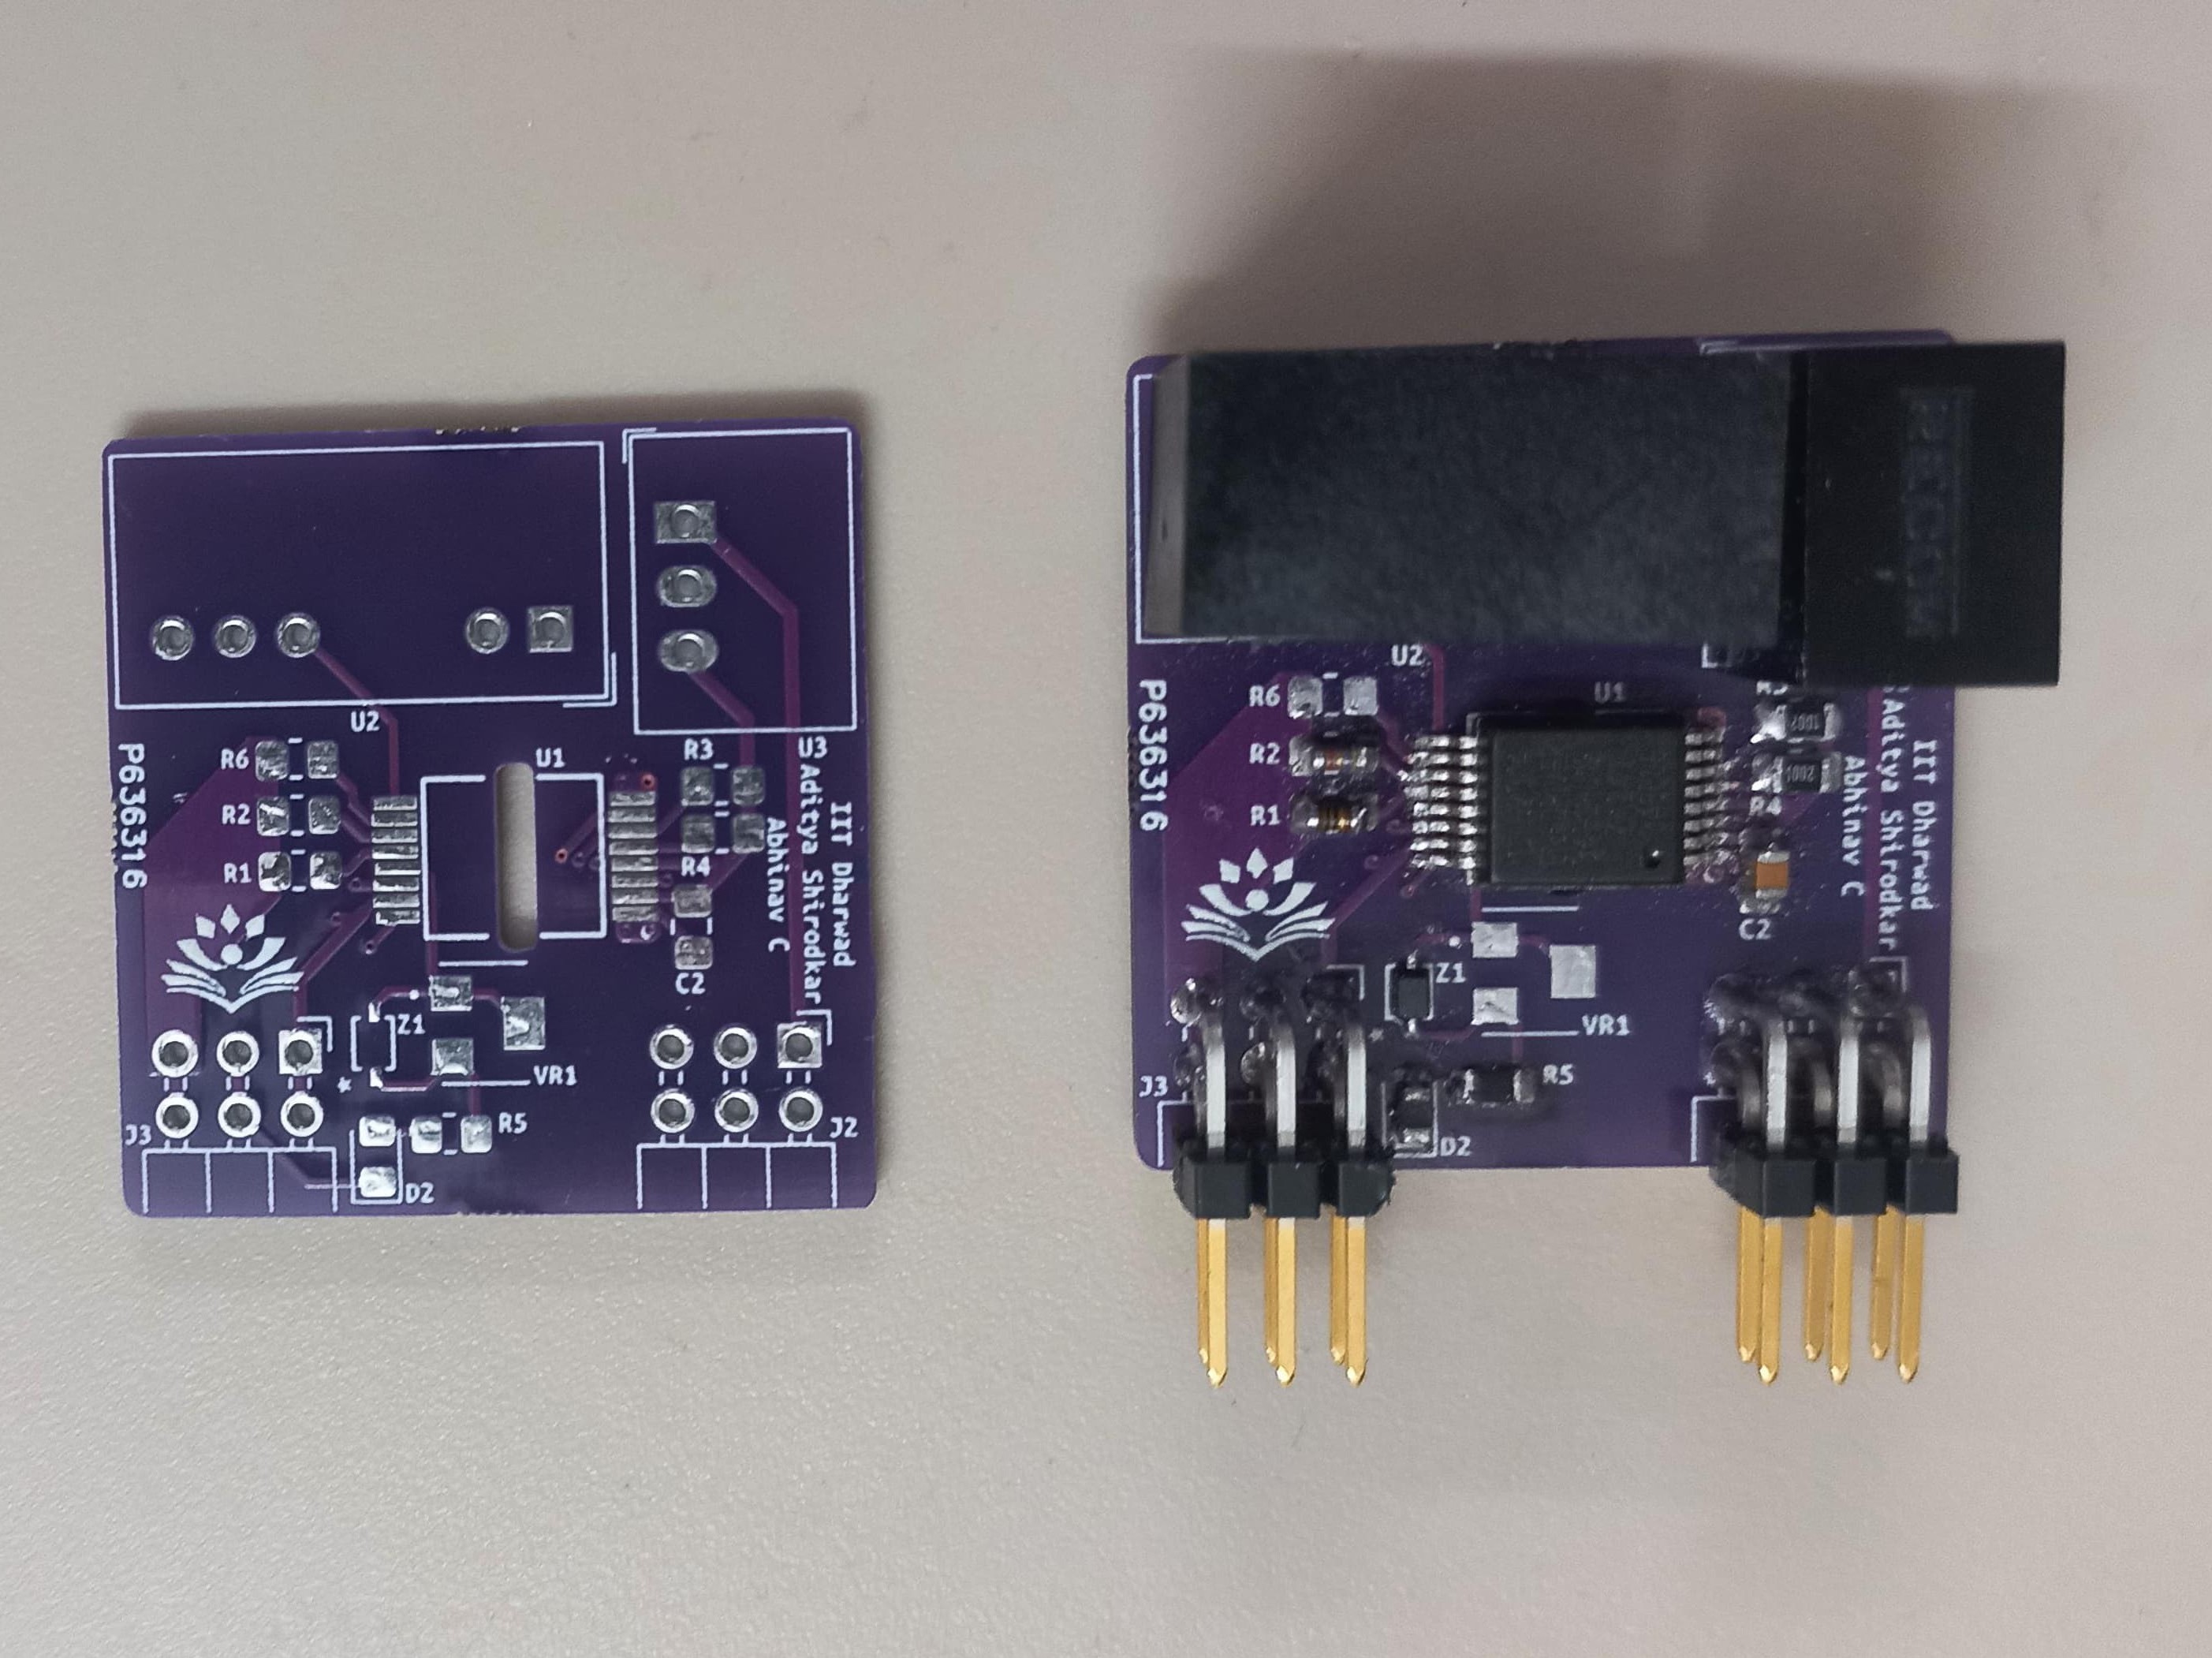 U2
U1
R3
U3
R6
R2
R1
R4
C2
P636316
IIT Dharwad
Aditya Shirodkar
Abhinav C
Z1
VR1
J3
R5
J2
D2
U2
U1
R6
R2
R1
R4
C2
P636316
IIT Dharwad
Aditya Shirodkar
Abhinav C
Z1
VR1
J3
R5
D2